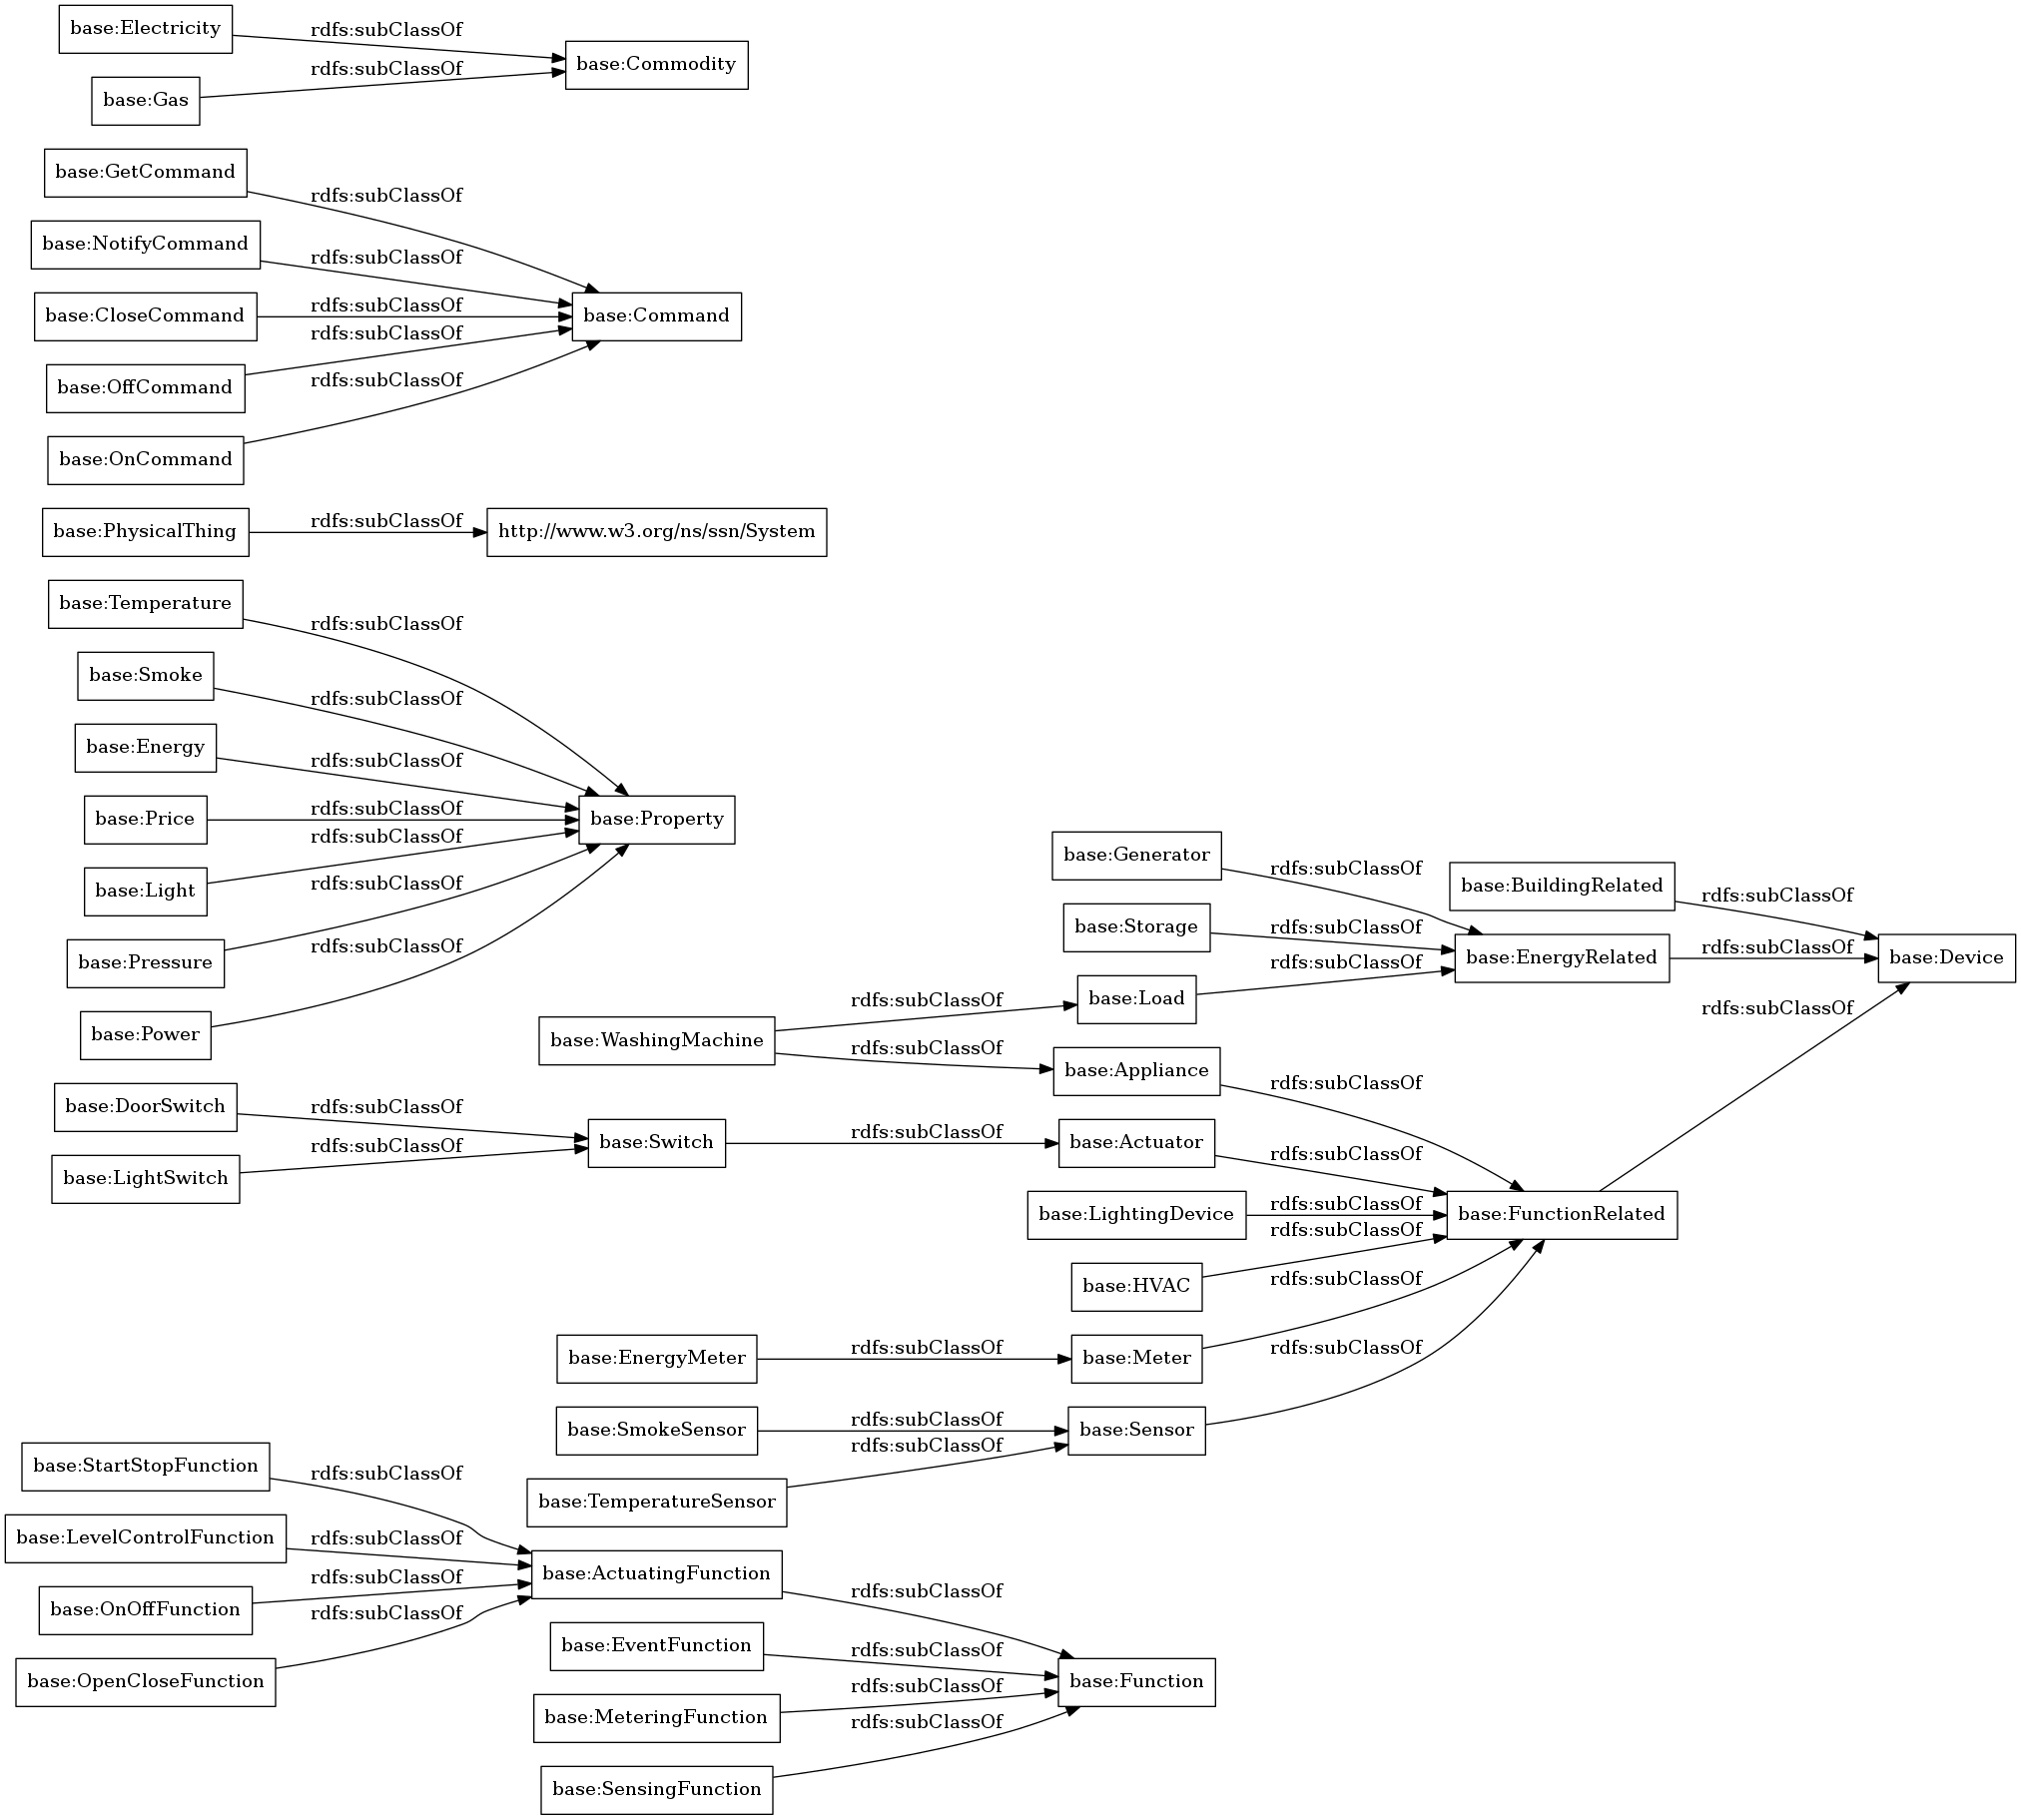 base:Electricity
rdfs:subClassOf
base:Commodity
base:Gas
rdfs:subClassOf
base:GetCommand
rdfs:subClassOf
base:NotifyCommand
rdfs:subClassOf
base:CloseCommand
rdfs:subClassOf
base:Command
base:OffCommand
rdfs:subClassOf
base:OnCommand
rdfs:subClassOf
base:PhysicalThing
rdfs:subClassOf
http://www.w3.org/ns/ssn/System
base:Temperature
rdfs:subClassOf
base:Smoke
rdfs:subClassOf
base:Energy
rdfs:subClassOf
base:Price
rdfs:subClassOf
base:Property
base:Light
rdfs:subClassOf
base:Pressure
rdfs:subClassOf
base:Power
rdfs:subClassOf
base:Generator
rdfs:subClassOf
base:BuildingRelated
rdfs:subClassOf
base:Storage
rdfs:subClassOf
base:EnergyRelated
rdfs:subClassOf
base:Device
base:Load
rdfs:subClassOf
base:WashingMachine
rdfs:subClassOf
rdfs:subClassOf
base:Appliance
rdfs:subClassOf
rdfs:subClassOf
base:DoorSwitch
rdfs:subClassOf
base:Switch
rdfs:subClassOf
base:Actuator
rdfs:subClassOf
base:LightSwitch
rdfs:subClassOf
base:LightingDevice
rdfs:subClassOf
base:FunctionRelated
base:HVAC
rdfs:subClassOf
base:EnergyMeter
rdfs:subClassOf
base:Meter
rdfs:subClassOf
base:SmokeSensor
rdfs:subClassOf
base:Sensor
rdfs:subClassOf
base:TemperatureSensor
rdfs:subClassOf
base:StartStopFunction
rdfs:subClassOf
base:LevelControlFunction
rdfs:subClassOf
base:ActuatingFunction
rdfs:subClassOf
base:OnOffFunction
rdfs:subClassOf
base:OpenCloseFunction
rdfs:subClassOf
base:EventFunction
rdfs:subClassOf
base:Function
base:MeteringFunction
rdfs:subClassOf
base:SensingFunction
rdfs:subClassOf